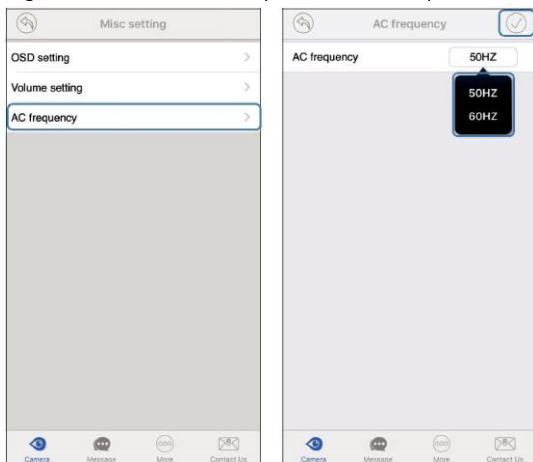 Misc setting
OSD setting
Volume setting
AC frequency
Camera
Message
More
Contact Us
AC frequency
AC frequency
50HZ
50HZ
60HZ
Camera
Message
More
Contact Us